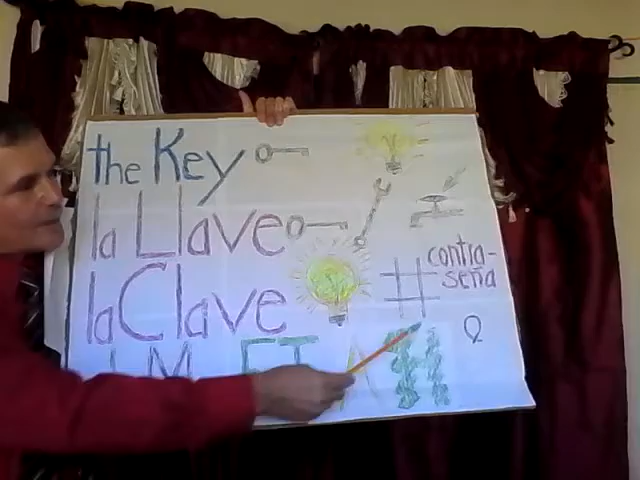 the Key
la Llave
la Clave
#
contra-
seña